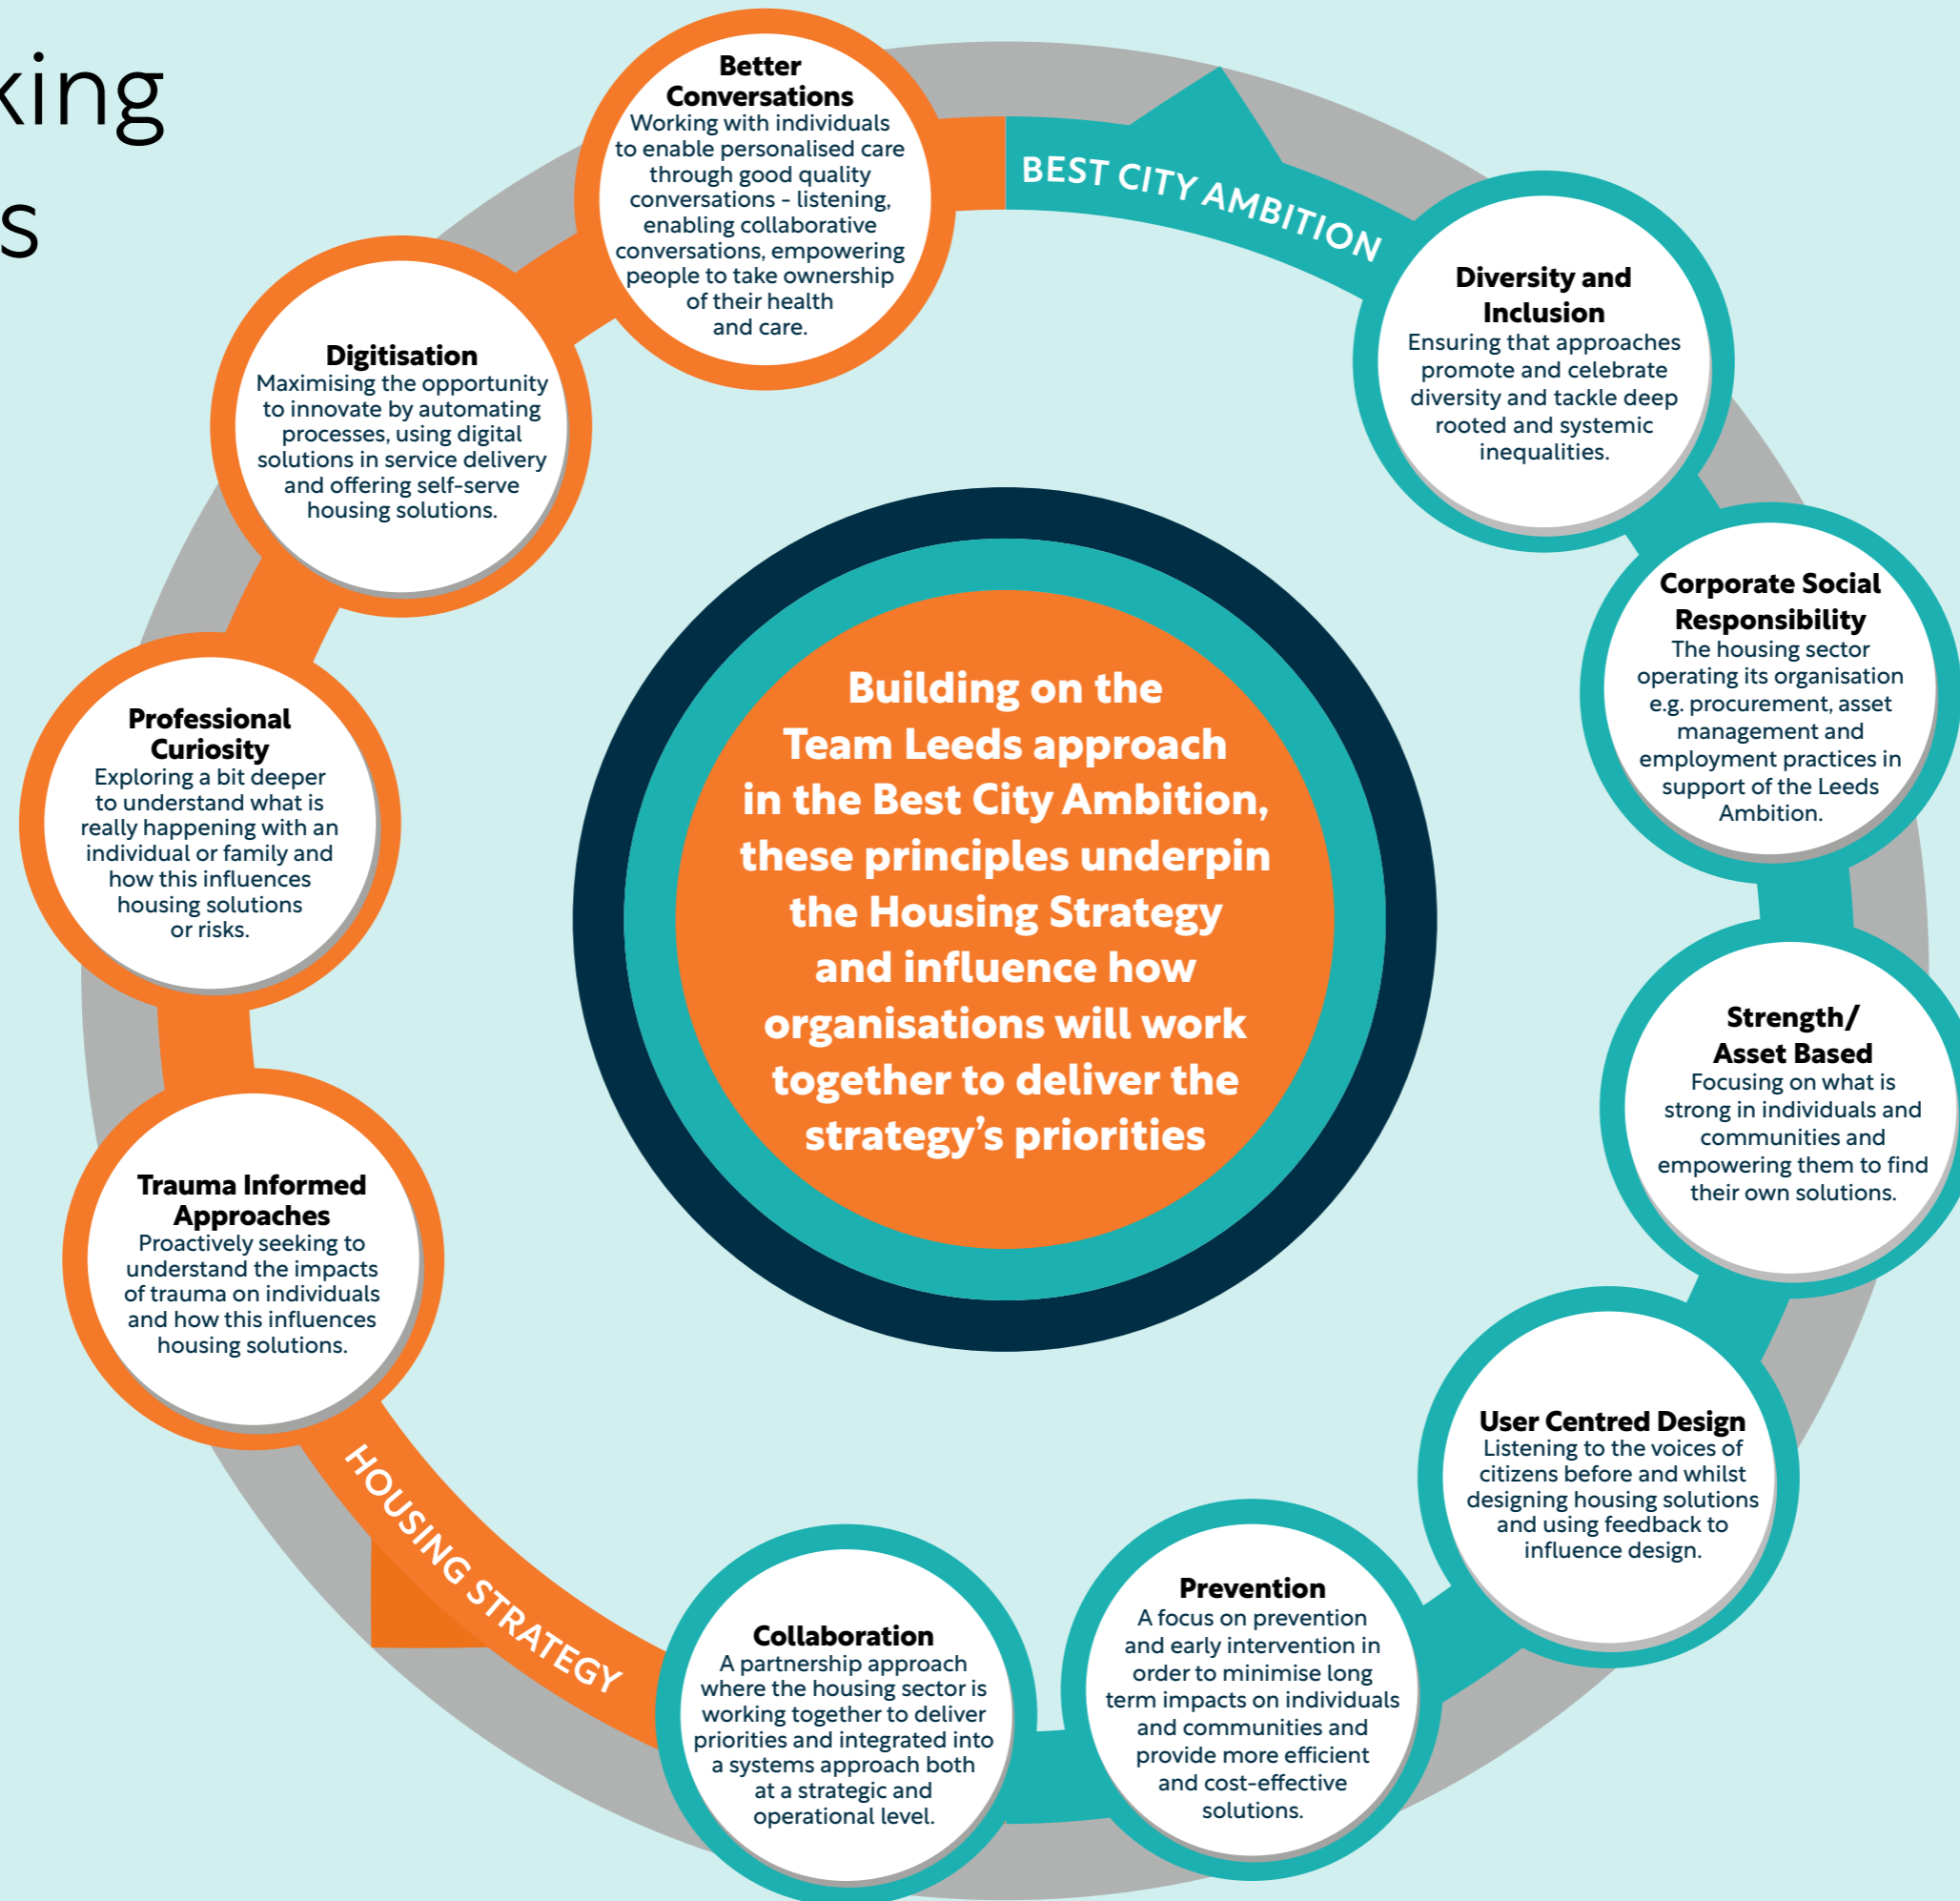 king
s
Better
Conversations
Working with individuals
to enable personalised care
through good quality
conversations - listening,
enabling collaborative
conversations, empowering
people to take ownership
of their health
and care.
BEST CITY AMBITION
Diversity and
Inclusion
Ensuring that approaches
promote and celebrate
diversity and tackle deep
rooted and systemic
inequalities.
Corporate Social
Responsibility
The housing sector
operating its organisation
e.g. procurement, asset
management and
employment practices in
support of the Leeds
Ambition.
Strength/
Asset Based
Focusing on what is
strong in individuals and
communities and
empowering them to find
their own solutions.
User Centred Design
Listening to the voices of
citizens before and whilst
designing housing solutions
and using feedback to
influence design.
Prevention
A focus on prevention
and early intervention in
order to minimise long
term impacts on individuals
and communities and
provide more efficient
and cost-effective
solutions.
Collaboration
A partnership approach
where the housing sector is
working together to deliver
priorities and integrated into
a systems approach both
at a strategic and
operational level.
HOUSING STRATEGY
Trauma Informed
Approaches
Proactively seeking to
understand the impacts
of trauma on individuals
and how this influences
housing solutions.
Professional
Curiosity
Exploring a bit deeper
to understand what is
really happening with an
individual or family and
how this influences
housing solutions
or risks.
Digitisation
Maximising the opportunity
to innovate by automating
processes, using digital
solutions in service delivery
and offering self-serve
housing solutions.
Building on the
Team Leeds approach
in the Best City Ambition,
these principles underpin
the Housing Strategy
and influence how
organisations will work
together to deliver the
strategy's priorities